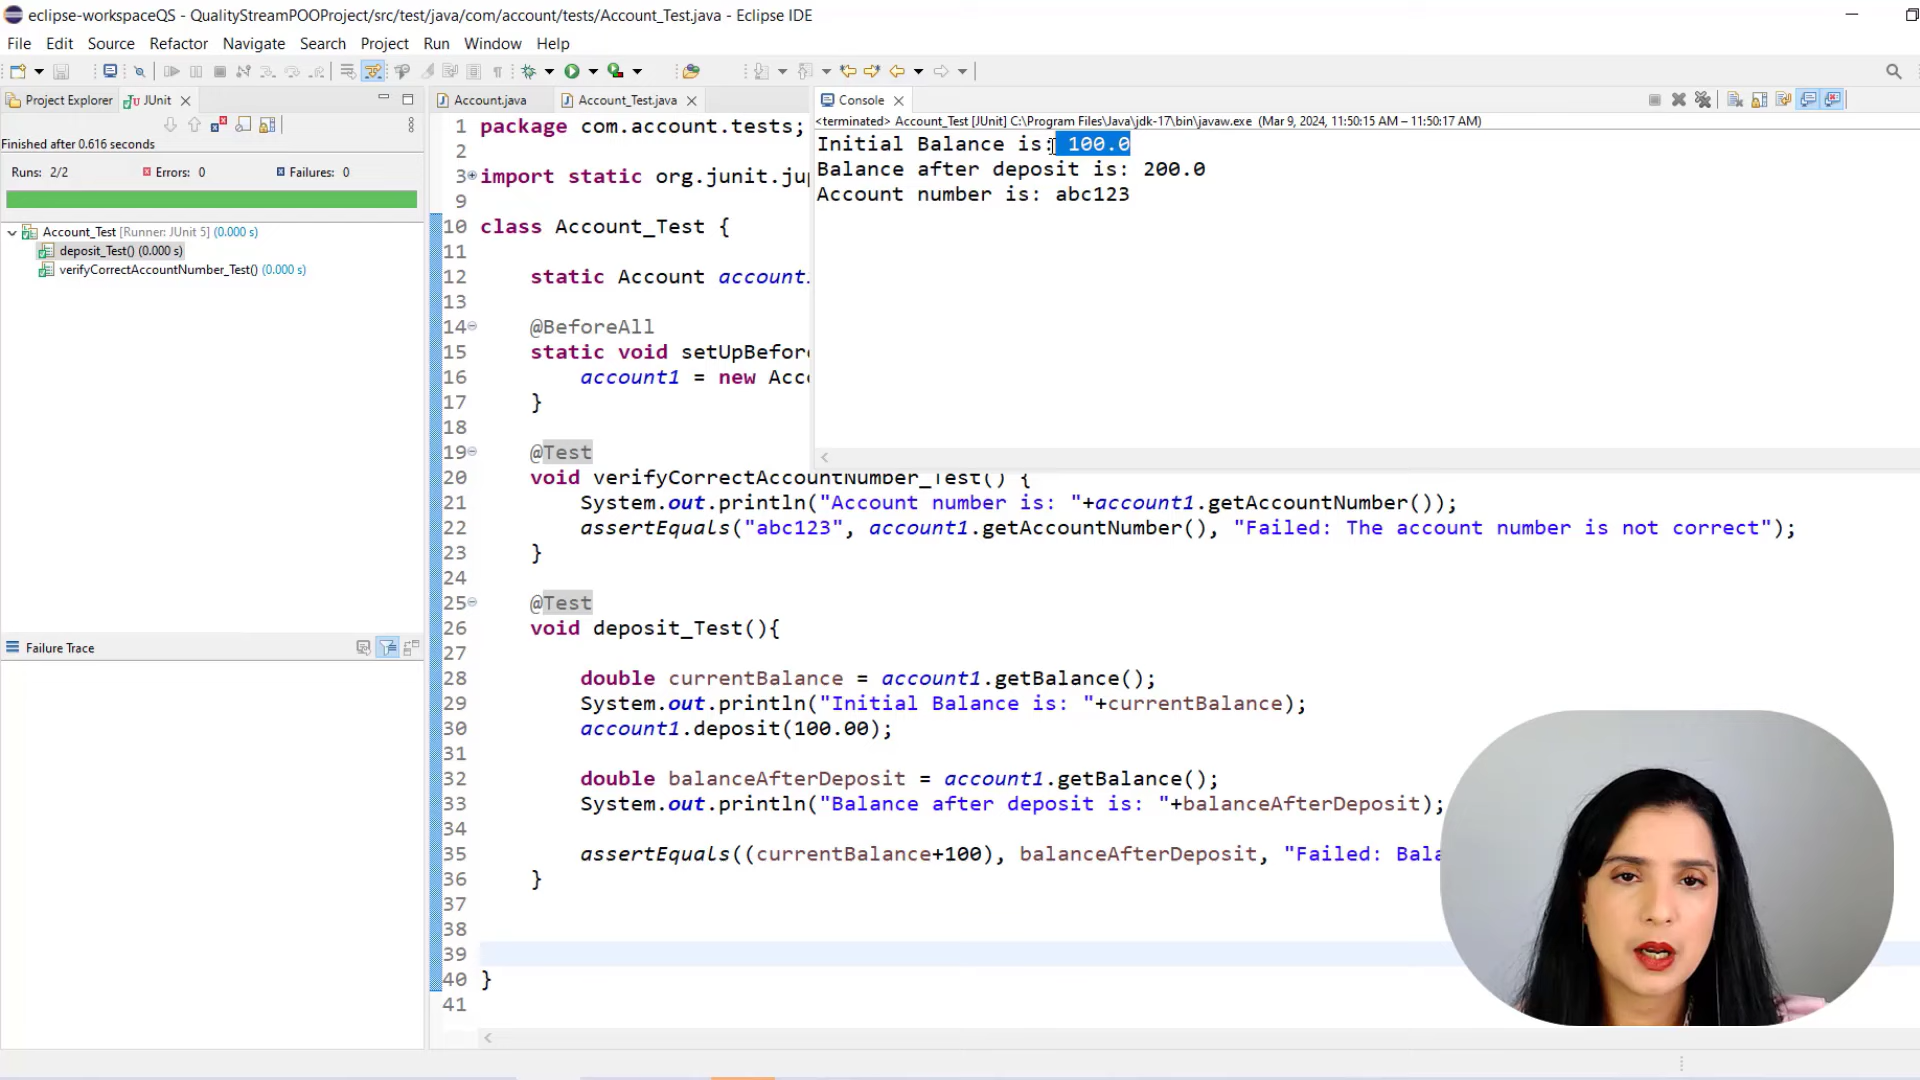 eclipse-workspaceQS - QualityStreamPOOProject/src/test/java/com/account/tests/Account_Test.java - Eclipse IDE
File Edit Source Refactor Navigate Search Project Run Window Help
Project Explorer JUnit
Finished after 0.616 seconds
Runs: 2/2 Errors: 0 Failures: 0
Account_Test [Runner: JUnit 5] (0.000 s)
deposit_Test() (0.000 s)
verifyCorrectAccountNumber_Test() (0.000 s)
Failure Trace
Account.java Account_Test.java
1 package com.account.tests;
2
3 import static org.junit.jup
9
10 class Account_Test {
11
12 static Account account
13
14 @BeforeAll
15 static void setUpBefor
16 account1 = new Acc
17 }
18
19 @Test
20 void verifyCorrectAccountNumber_Test() {
21 System.out.println("Account number is: "+account1.getAccountNumber());
22 assertEquals("abc123", account1.getAccountNumber(), "Failed: The account number is not correct");
23 }
24
25 @Test
26 void deposit_Test(){
27
28 double currentBalance = account1.getBalance();
29 System.out.println("Initial Balance is: "+currentBalance);
30 account1.deposit(100.00);
31
32 double balanceAfterDeposit = account1.getBalance();
33 System.out.println("Balance after deposit is: "+balanceAfterDeposit);
34
35 assertEquals((currentBalance+100), balanceAfterDeposit, "Failed: Bala
36 }
37
38
39
40 }
41
Console
<terminated> Account_Test [JUnit] C:\Program Files\Java\jdk-17\bin\javaw.exe (Mar 9, 2024, 11:50:15 AM – 11:50:17 AM)
Initial Balance is: 100.0
Balance after deposit is: 200.0
Account number is: abc123